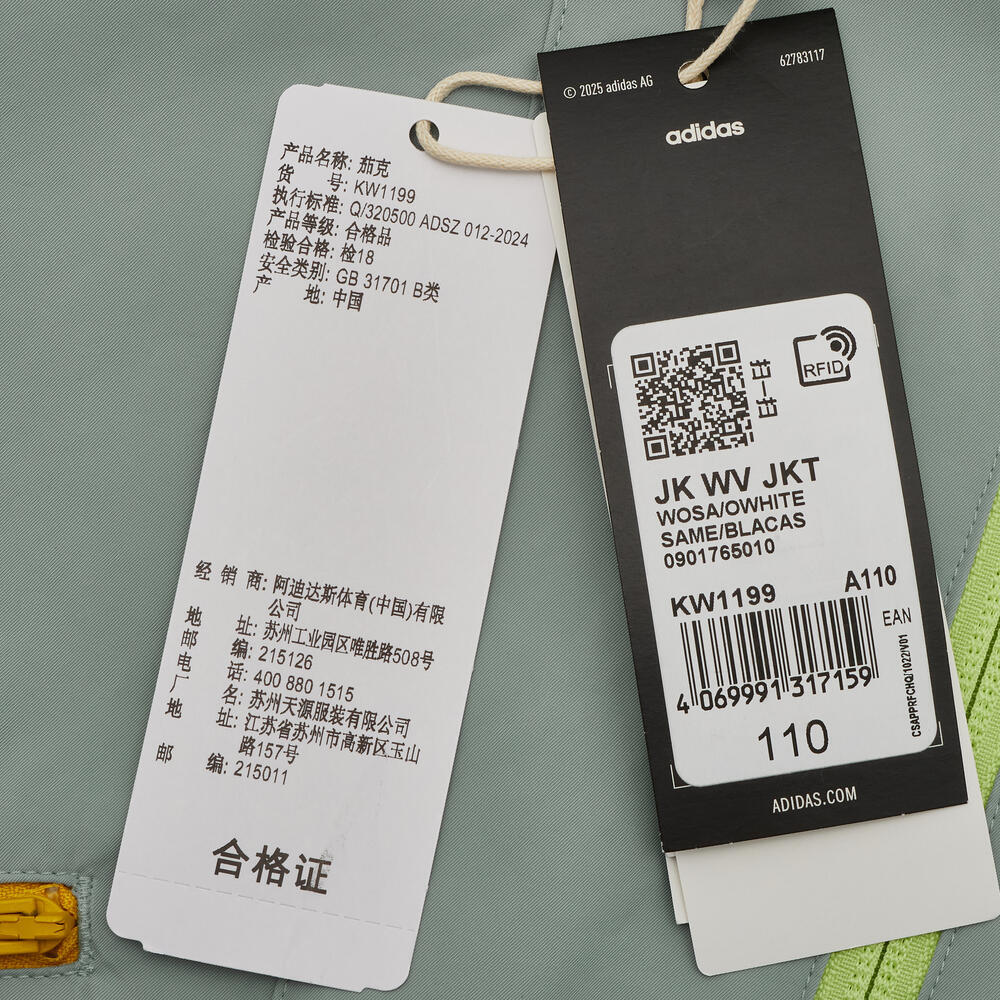 产品名称: 茄克
货 号: KW1199
执行标准: Q/320500 ADSZ 012-2024
产品等级: 合格品
检验合格: 检18
安全类别: GB 31701 B类
产 地: 中国
经 销 商: 阿迪达斯体育(中国)有限
公司
地 址: 苏州工业园区唯胜路508号
邮 编: 215126
电 话: 400 880 1515
厂 名: 苏州天源服装有限公司
地 址: 江苏省苏州市高新区玉山
路157号
邮 编: 215011
合格证
© 2025 adidas AG
62783117
adidas
扫一扫
RFID
JK WV JKT
WOSA/OWHITE
SAME/BLACAS
0901765010
KW1199 A110
EAN
4 069991 317159
CSAPPRFCHQ/1022/V01
110
ADIDAS.COM